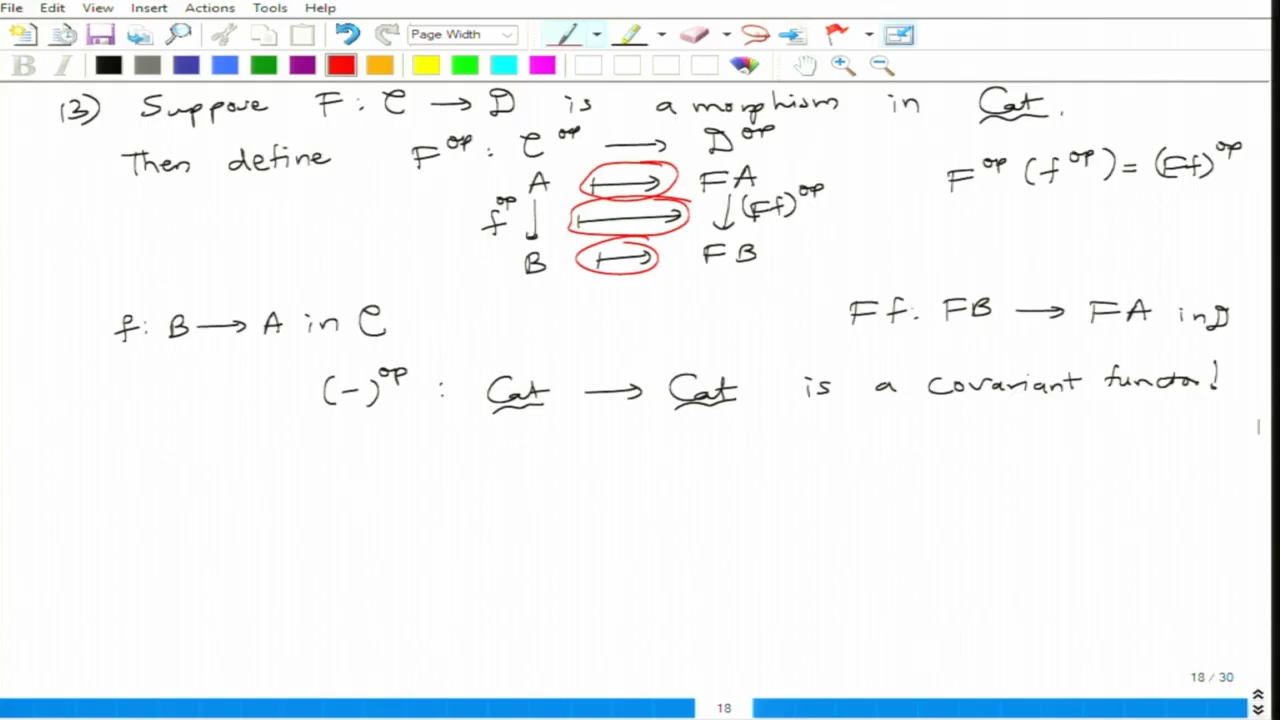 File Edit View Insert Actions Tools Help
Page Width
B I
13) Suppose F : C → D is a morphism in Cat.
Then define F^op : C^op → D^op
A ↦ FA
f^op ↓ ↦ ↓ (Ff)^op
B ↦ FB
F^op (f^op) = (Ff)^op
f : B → A in C
Ff : FB → FA in D
(-)^op : Cat → Cat is a covariant functor!
18 / 30
18